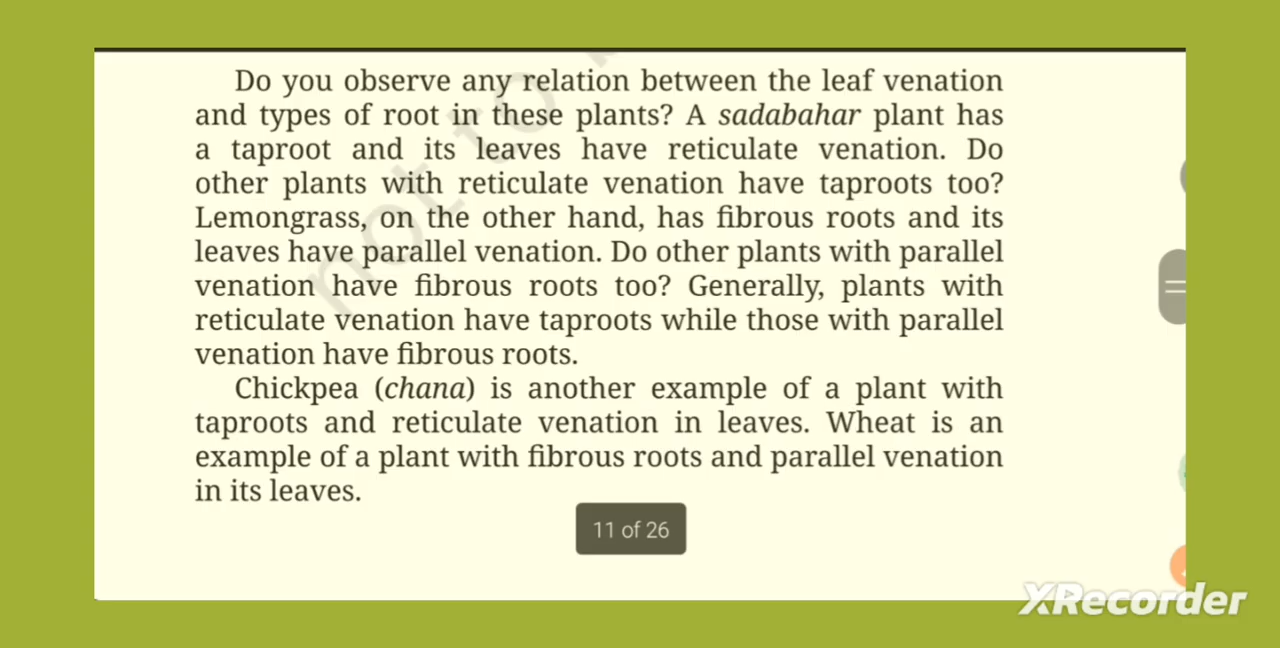 Do you observe any relation between the leaf venation
and types of root in these plants? A sadabahar plant has
a taproot and its leaves have reticulate venation. Do
other plants with reticulate venation have taproots too?
Lemongrass, on the other hand, has fibrous roots and its
leaves have parallel venation. Do other plants with parallel
venation have fibrous roots too? Generally, plants with
reticulate venation have taproots while those with parallel
venation have fibrous roots.
Chickpea (chana) is another example of a plant with
taproots and reticulate venation in leaves. Wheat is an
example of a plant with fibrous roots and parallel venation
in its leaves.
11 of 26
XRecorder
not to